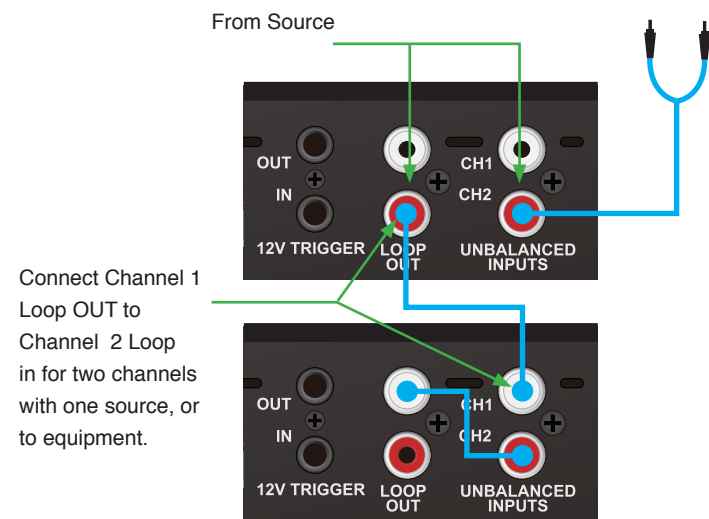 From Source
OUT
CH1
IN
CH2
12V TRIGGER
LOOP
OUT
UNBALANCED
INPUTS
Connect Channel 1
Loop OUT to
Channel 2 Loop
in for two channels
with one source, or
to equipment.
OUT
CH1
IN
CH2
12V TRIGGER
LOOP
OUT
UNBALANCED
INPUTS